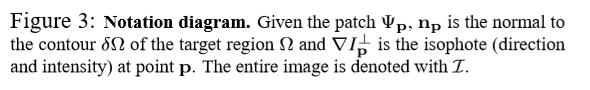 Figure 3: Notation diagram. Given the patch Ψp, np is the normal to
the contour δΩ of the target region Ω and ∇Ip⊥ is the isophote (direction
and intensity) at point p. The entire image is denoted with I.